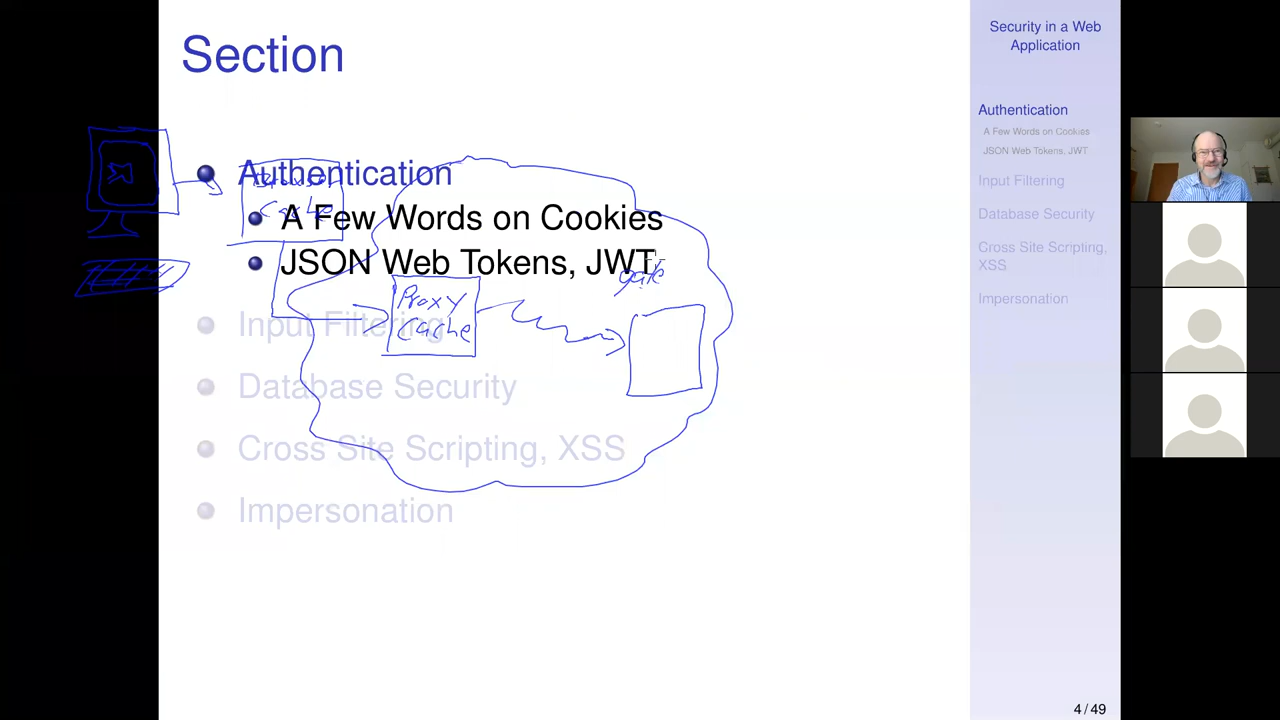 Section
Authentication
A Few Words on Cookies
JSON Web Tokens, JWT
Input Filtering
Database Security
Cross Site Scripting, XSS
Impersonation
Browser
Cache
Proxy
Cache
Security in a Web
Application
Authentication
A Few Words on Cookies
JSON Web Tokens, JWT
Input Filtering
Database Security
Cross Site Scripting,
XSS
Impersonation
4 / 49